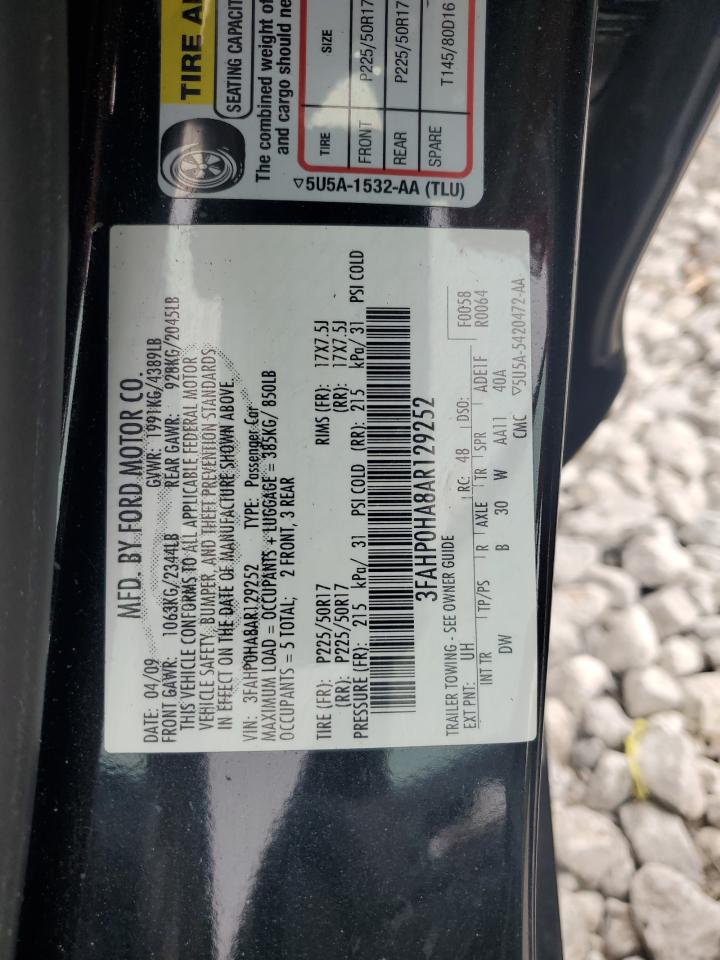 MFD. BY FORD MOTOR CO.
DATE: 04/09 GVWR: 1991KG/4389LB
FRONT GAWR: 1063KG/2344LB REAR GAWR: 928KG/2045LB
THIS VEHICLE CONFORMS TO ALL APPLICABLE FEDERAL MOTOR
VEHICLE SAFETY, BUMPER, AND THEFT PREVENTION STANDARDS
IN EFFECT ON THE DATE OF MANUFACTURE SHOWN ABOVE.
VIN: 3FAHP0HA8AR129252 TYPE: Passenger Car
MAXIMUM LOAD = OCCUPANTS + LUGGAGE = 385KG/ 850LB
OCCUPANTS = 5 TOTAL; 2 FRONT, 3 REAR
TIRE (FR): P225/50R17 RIMS (FR): 17X7.5J
(RR): P225/50R17 (RR): 17X7.5J
PRESSURE (FR): 215 kPa/ 31 PSI COLD (RR): 215 kPa/ 31 PSI COLD
3FAHP0HA8AR129252
TRAILER TOWING - SEE OWNER GUIDE F0058
EXT PNT: UH RC: 48 DSO: R0064
INT TR TP/PS R AXLE TR SPR ADE1F
DW B 30 W AA11 40A
CMC ▽5U5A-5420472-AA
TIRE
SEATING CAPACIT
The combined weight of
and cargo should ne
TIRE SIZE
FRONT P225/50R17
REAR P225/50R17
SPARE T145/80D16
▽5U5A-1532-AA (TLU)